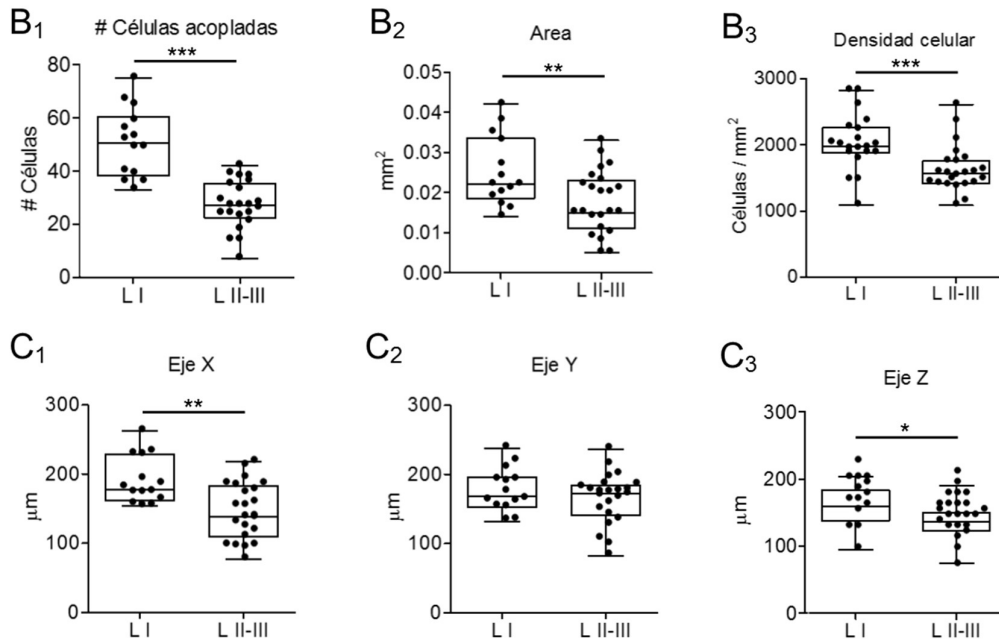 B1
# Células acopladas
***
# Células
80
60
40
20
0
L I
L II-III
B2
Area
**
mm²
0.05
0.04
0.03
0.02
0.01
0.00
L I
L II-III
B3
Densidad celular
***
Células / mm²
3000
2000
1000
0
L I
L II-III
C1
Eje X
**
µm
300
200
100
0
L I
L II-III
C2
Eje Y
300
200
100
0
L I
L II-III
C3
Eje Z
*
µm
300
200
100
0
L I
L II-III